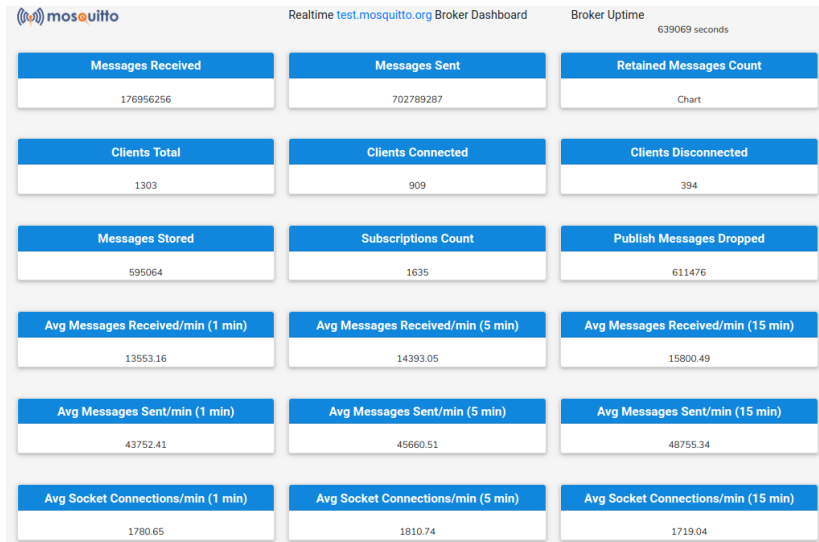 mosquitto Realtime test.mosquitto.org Broker Dashboard Broker Uptime
639069 seconds
Messages Received Messages Sent Retained Messages Count
176956256 702789287 Chart
Clients Total Clients Connected Clients Disconnected
1303 909 394
Messages Stored Subscriptions Count Publish Messages Dropped
595064 1635 611476
Avg Messages Received/min (1 min) Avg Messages Received/min (5 min) Avg Messages Received/min (15 min)
13553.16 14393.05 15800.49
Avg Messages Sent/min (1 min) Avg Messages Sent/min (5 min) Avg Messages Sent/min (15 min)
43752.41 45660.51 48755.34
Avg Socket Connections/min (1 min) Avg Socket Connections/min (5 min) Avg Socket Connections/min (15 min)
1780.65 1810.74 1719.04